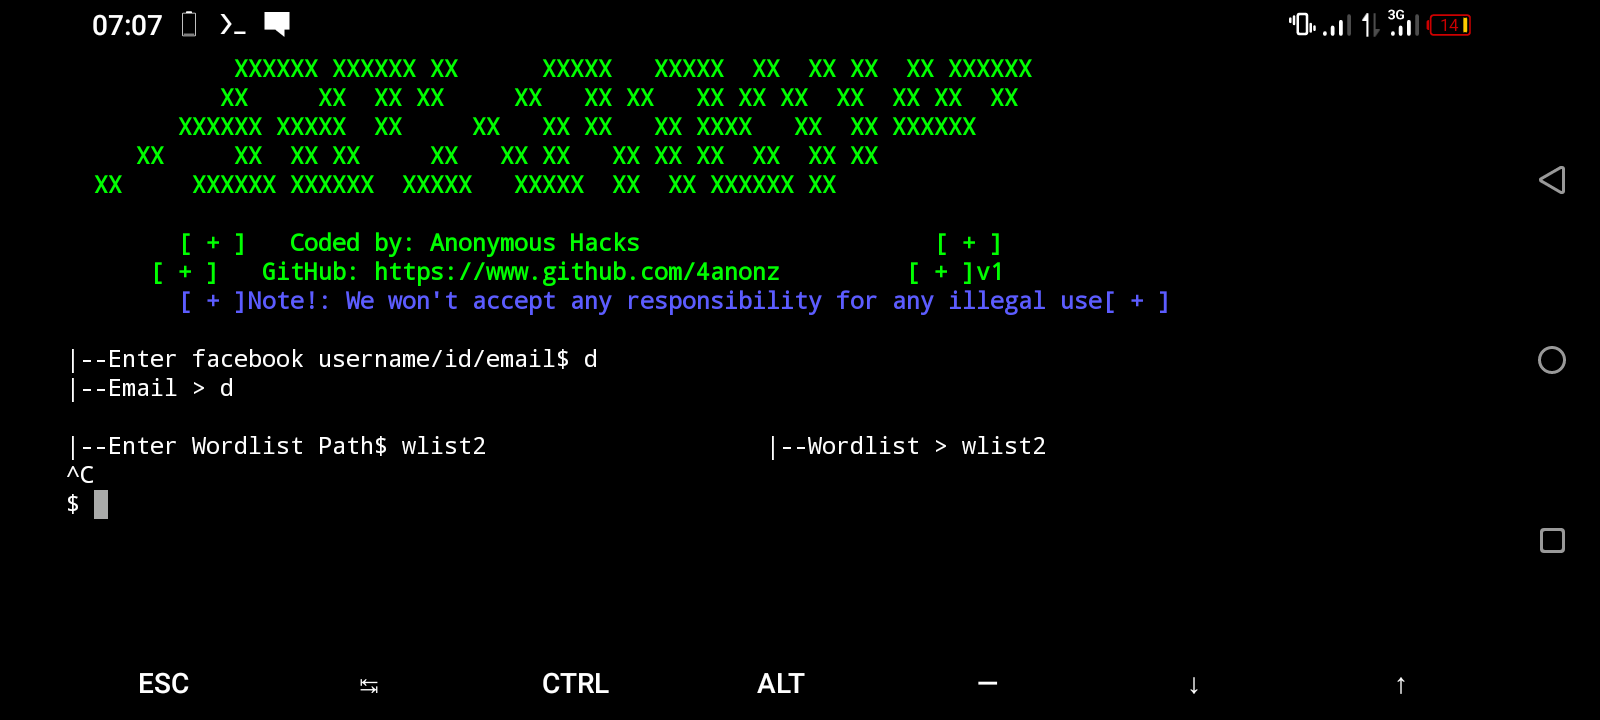 07:07 3G 14
XXXXXX XXXXXX XX      XXXXX   XXXXX  XX  XX XX  XX XXXXXX
XX     XX  XX XX     XX   XX XX   XX XX XX  XX  XX XX  XX
XXXXXX XXXXX  XX     XX   XX XX   XX XXXX   XX  XX XXXXXX
XX     XX  XX XX     XX   XX XX   XX XX XX  XX  XX XX
XX     XXXXXX XXXXXX  XXXXX   XXXXX  XX  XX XXXXXX XX
[ + ]   Coded by: Anonymous Hacks                     [ + ]
[ + ]   GitHub: https://www.github.com/4anonz         [ + ]v1
[ + ]Note!: We won't accept any responsibility for any illegal use[ + ]
|--Enter facebook username/id/email$ d
|--Email > d
|--Enter Wordlist Path$ wlist2                    |--Wordlist > wlist2
^C
$
ESC ↹ CTRL ALT — ↓ ↑